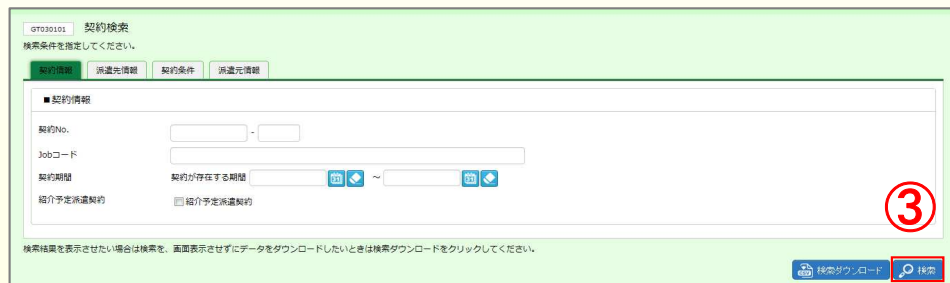 GT030101 契約検索
検索条件を指定してください。
契約情報 派遣先情報 契約条件 派遣元情報
■契約情報
契約No. -
Jobコード
契約期間 契約が存在する期間 ～
紹介予定派遣契約 紹介予定派遣契約
③
検索結果を表示させたい場合は検索を、画面表示させずにデータをダウンロードしたいときは検索ダウンロードをクリックしてください。
検索ダウンロード 検索